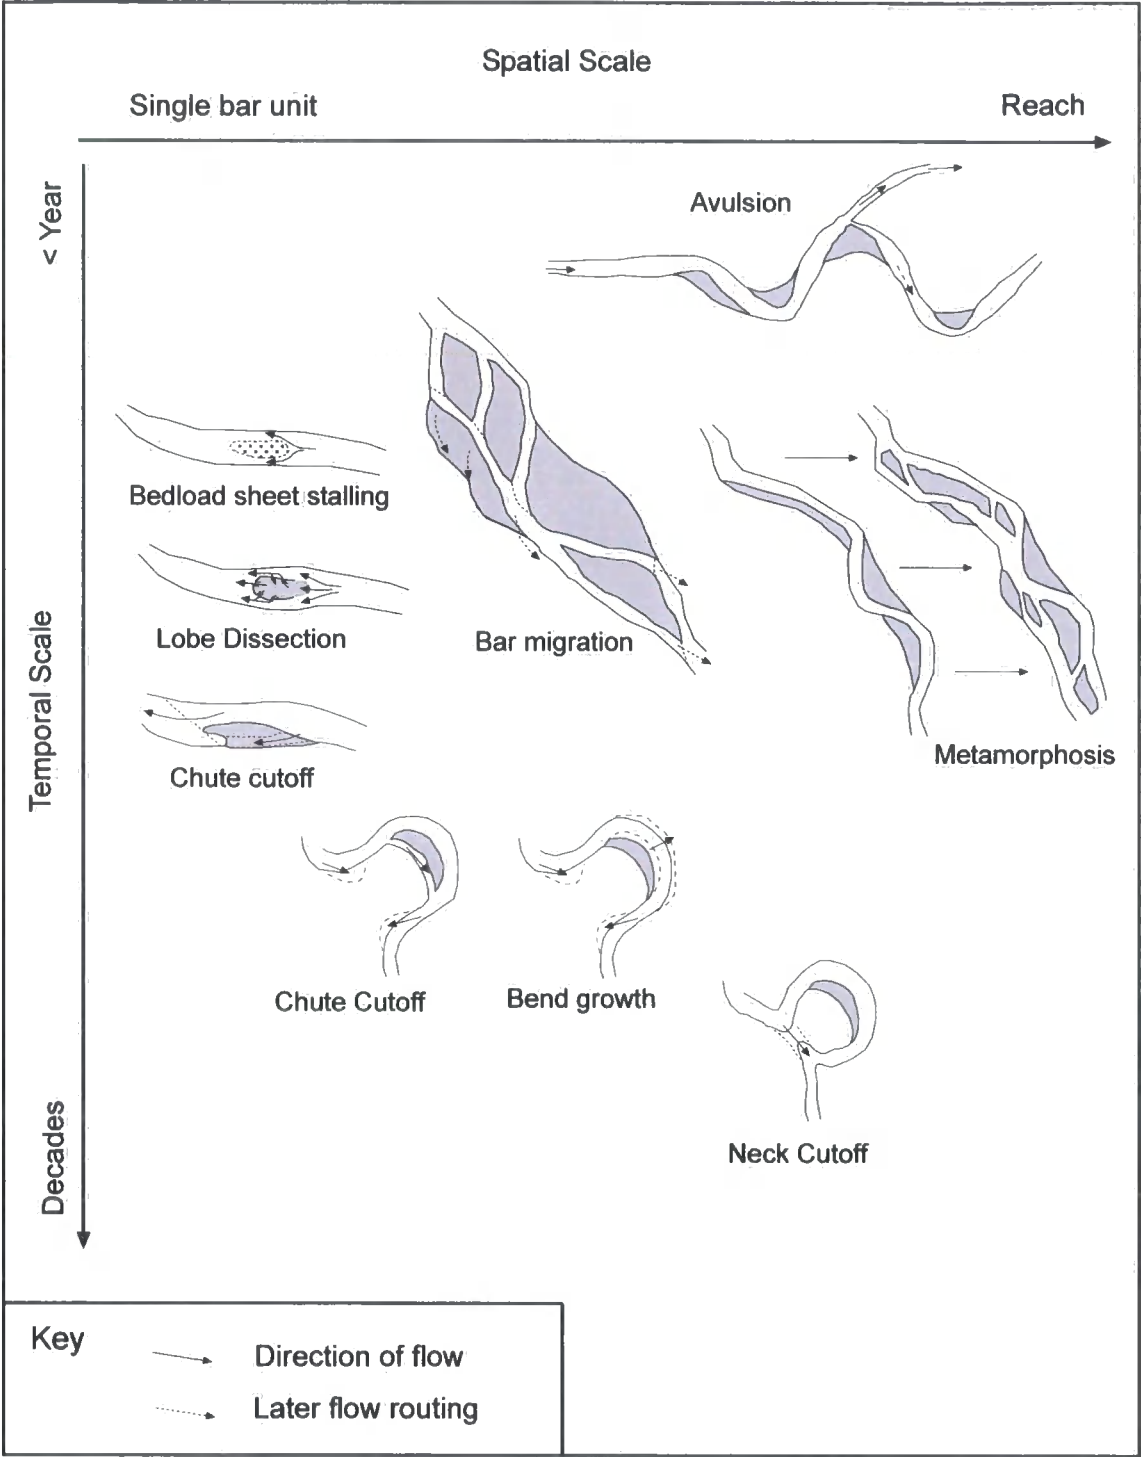 Spatial Scale
Single bar unit
Reach
< Year
Avulsion
Bedload sheet stalling
Lobe Dissection
Bar migration
Temporal Scale
Chute cutoff
Metamorphosis
Chute Cutoff
Bend growth
Neck Cutoff
Decades
Key
Direction of flow
Later flow routing